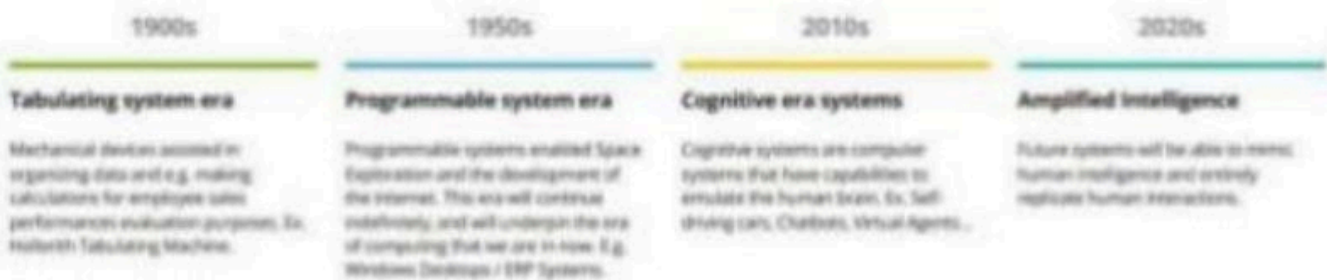 1900s
Tabulating system era
Mechanical devices assisted in
organizing data and e.g. making
calculations for employee sales
performances evaluation purposes. Ex.
Hollerith Tabulating Machine.
1950s
Programmable system era
Programmable systems enabled Space
Exploration and the development of
the internet. This era will continue
indefinitely, and will underpin the era
of computing that we are in now. E.g.
Windows Desktops / ERP Systems.
2010s
Cognitive era systems
Cognitive systems are computer
systems that have capabilities to
emulate the human brain. Ex. Self-
driving cars, Chatbots, Virtual Agents...
2020s
Amplified Intelligence
Future systems will be able to mimic
human intelligence and entirely
replicate human interactions.